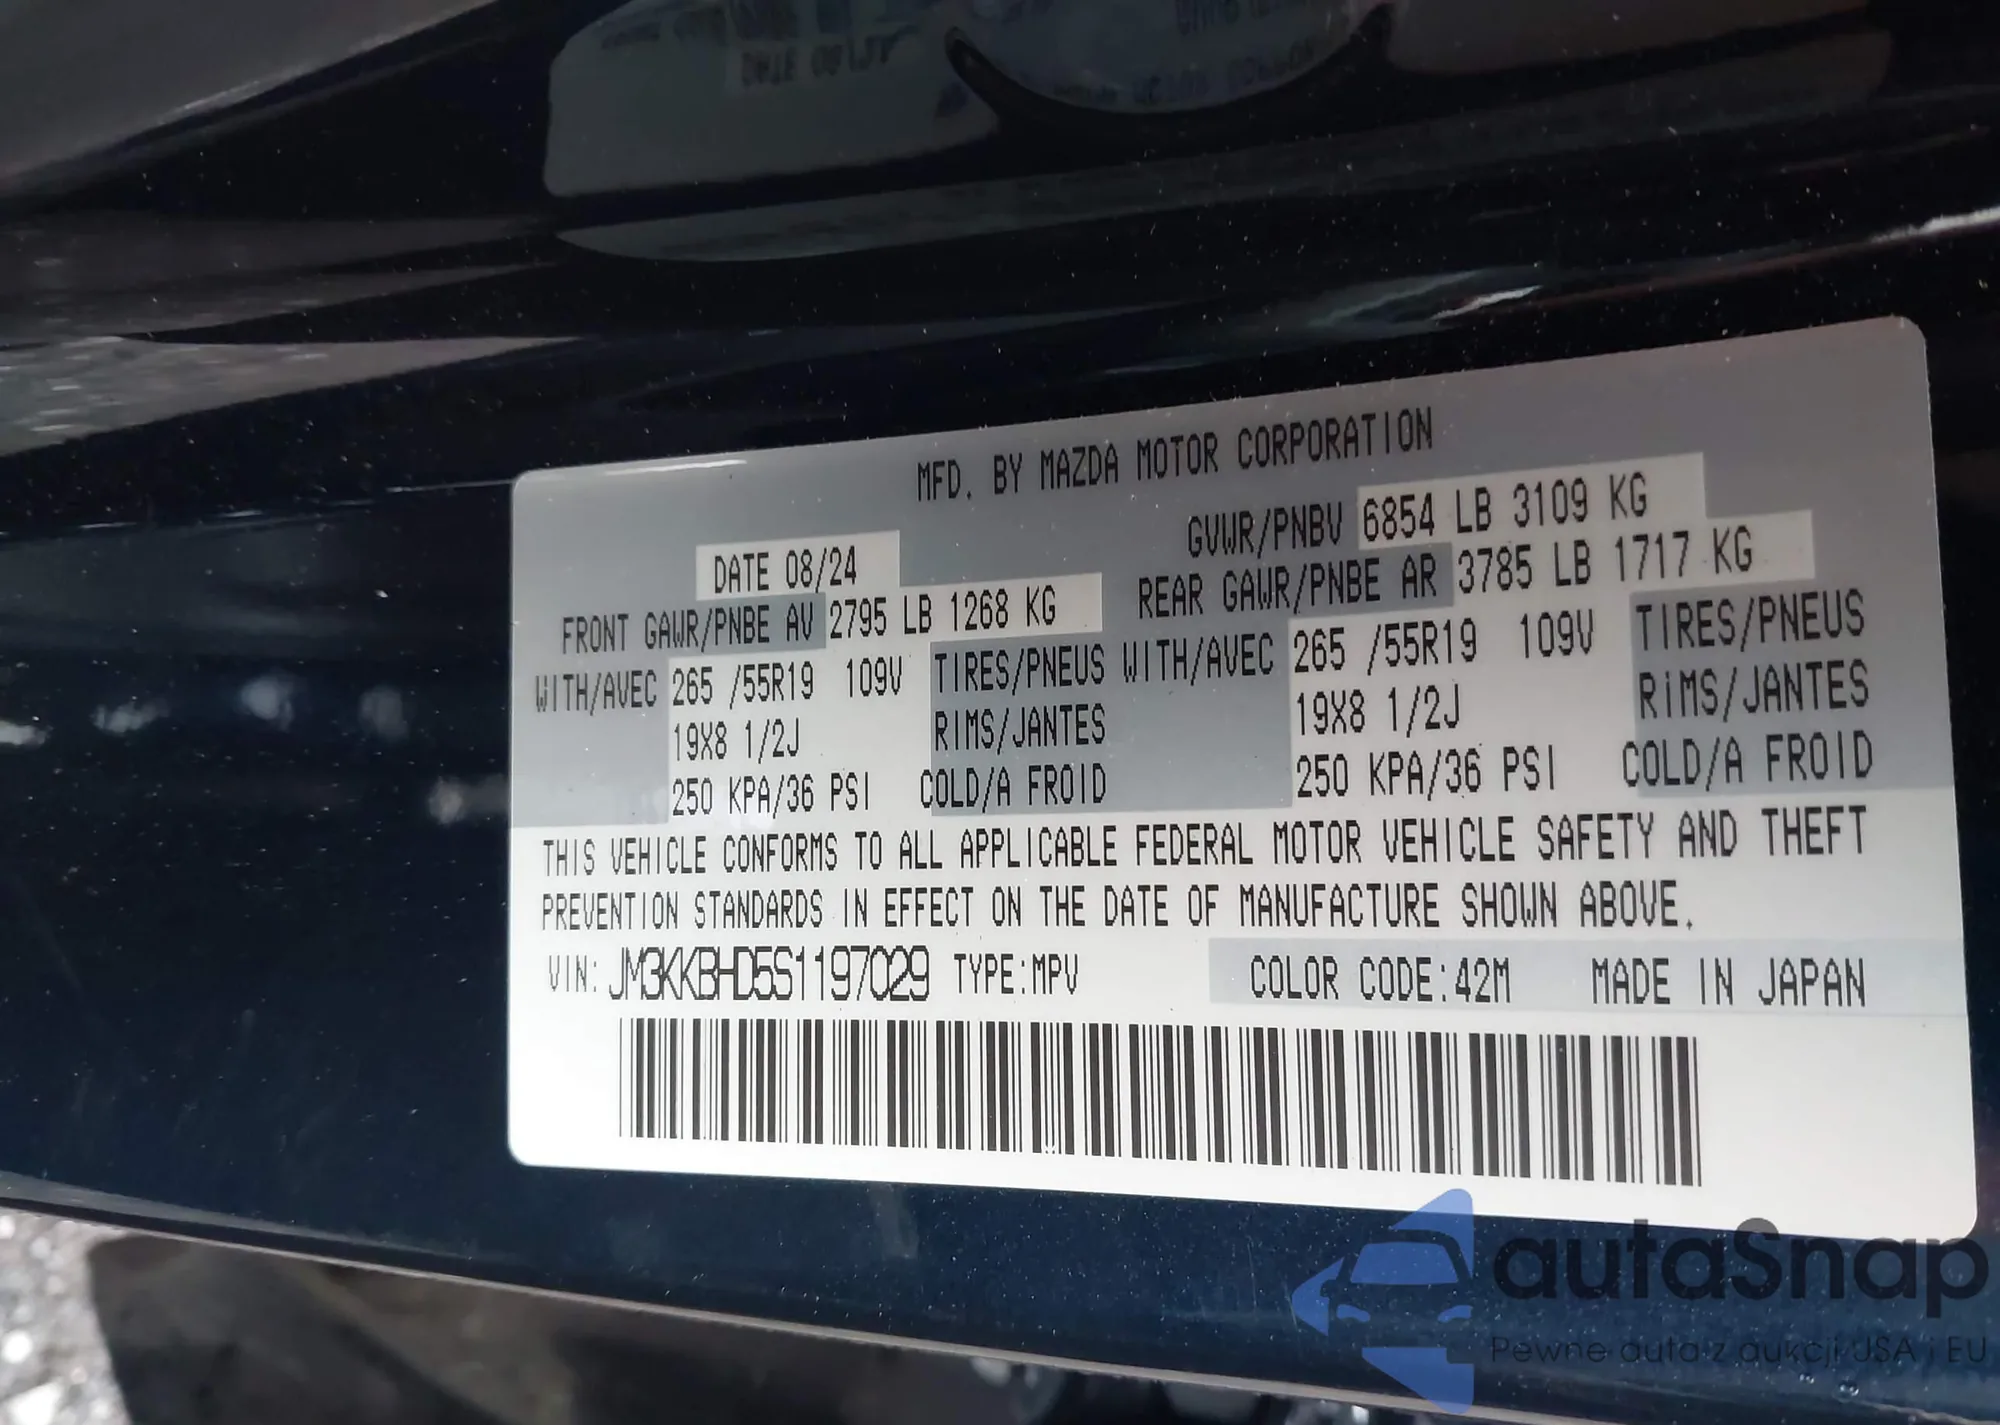 MFD. BY MAZDA MOTOR CORPORATION
DATE 08/24 GVWR/PNBV 6854 LB 3109 KG
FRONT GAWR/PNBE AV 2795 LB 1268 KG REAR GAWR/PNBE AR 3785 LB 1717 KG
WITH/AVEC 265 /55R19 109V TIRES/PNEUS WITH/AVEC 265 /55R19 109V TIRES/PNEUS
19X8 1/2J RIMS/JANTES 19X8 1/2J RIMS/JANTES
250 KPA/36 PSI COLD/A FROID 250 KPA/36 PSI COLD/A FROID
THIS VEHICLE CONFORMS TO ALL APPLICABLE FEDERAL MOTOR VEHICLE SAFETY AND THEFT
PREVENTION STANDARDS IN EFFECT ON THE DATE OF MANUFACTURE SHOWN ABOVE.
VIN: JM3KKBHD5S1197029 TYPE:MPV COLOR CODE:42M MADE IN JAPAN
autaSnap
Pewne auta z aukcji USA i EU